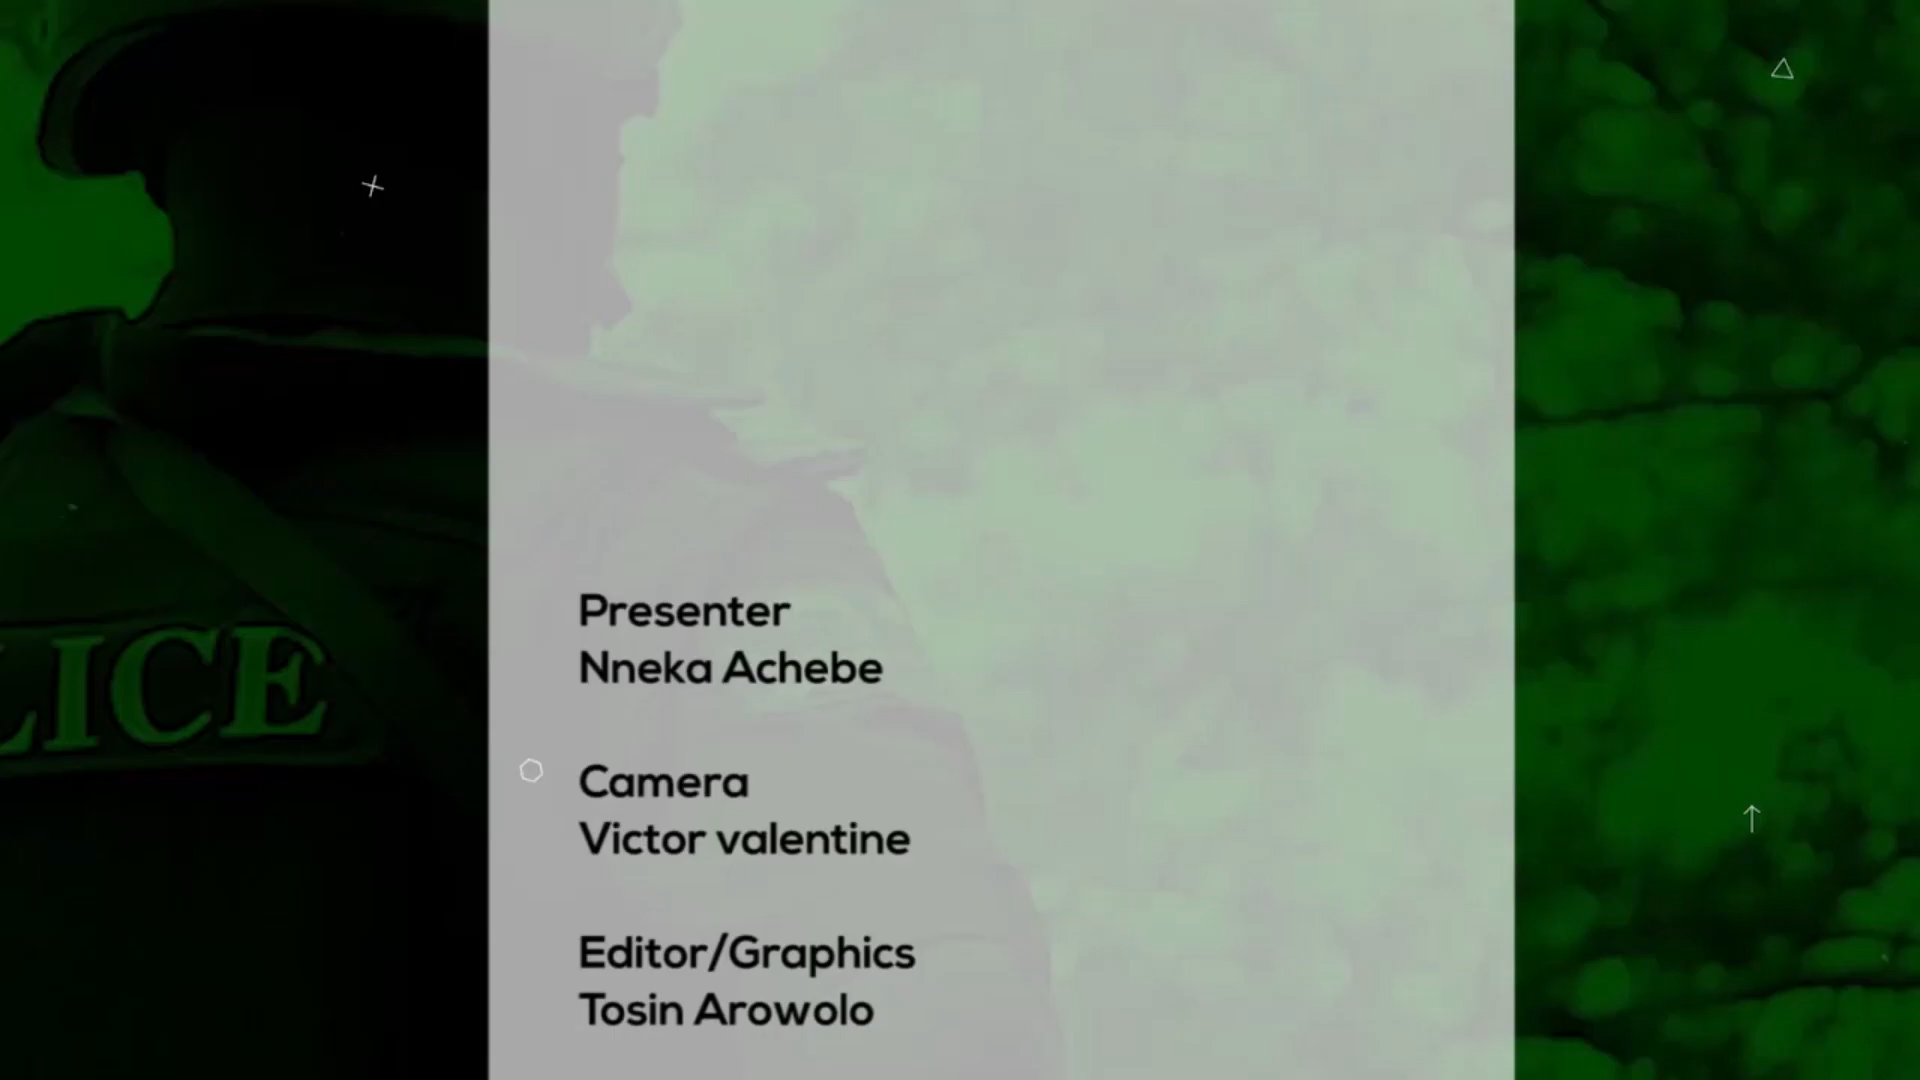 LICE
Presenter
Nneka Achebe
Camera
Victor valentine
Editor/Graphics
Tosin Arowolo